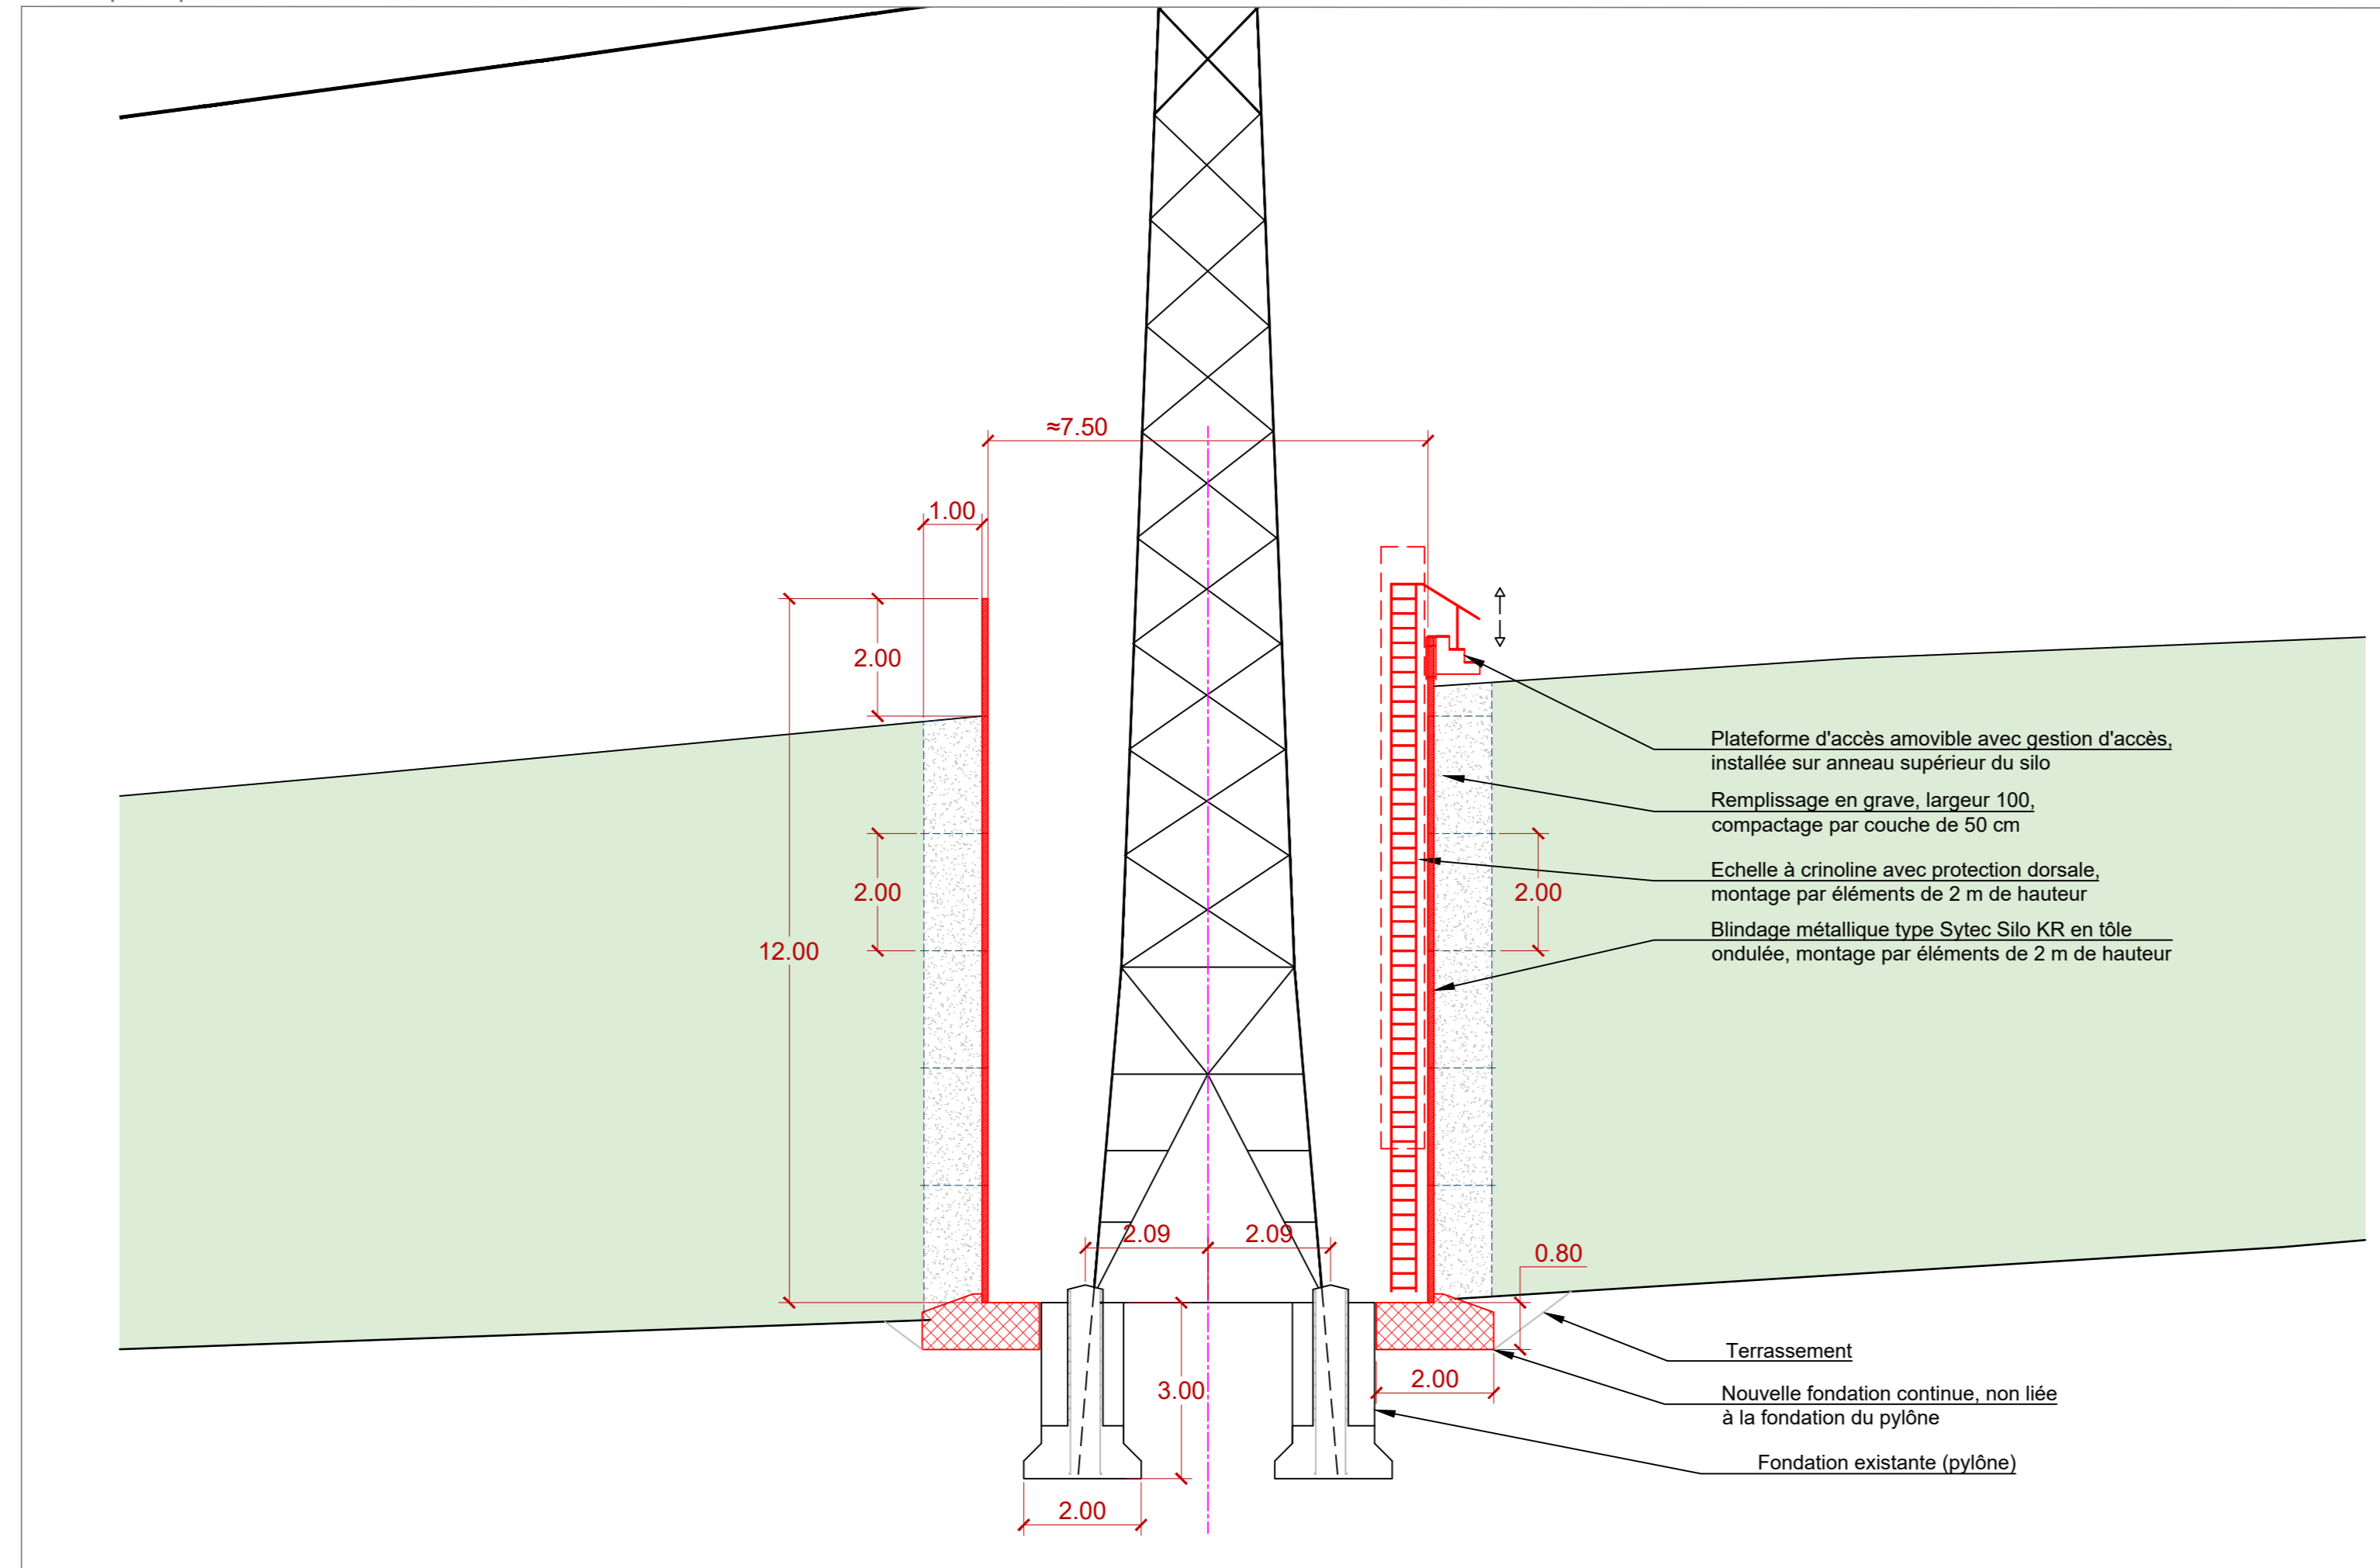 ≈7.50
1.00
2.00
Plateforme d'accès amovible avec gestion d'accès,
installée sur anneau supérieur du silo
Remplissage en grave, largeur 100,
compactage par couche de 50 cm
Echelle à crinoline avec protection dorsale,
montage par éléments de 2 m de hauteur
2.00
2.00
Blindage métallique type Sytec Silo KR en tôle
ondulée, montage par éléments de 2 m de hauteur
12.00
2.09
2.09
0.80
Terrassement
2.00
3.00
Nouvelle fondation continue, non liée
à la fondation du pylône
Fondation existante (pylône)
2.00